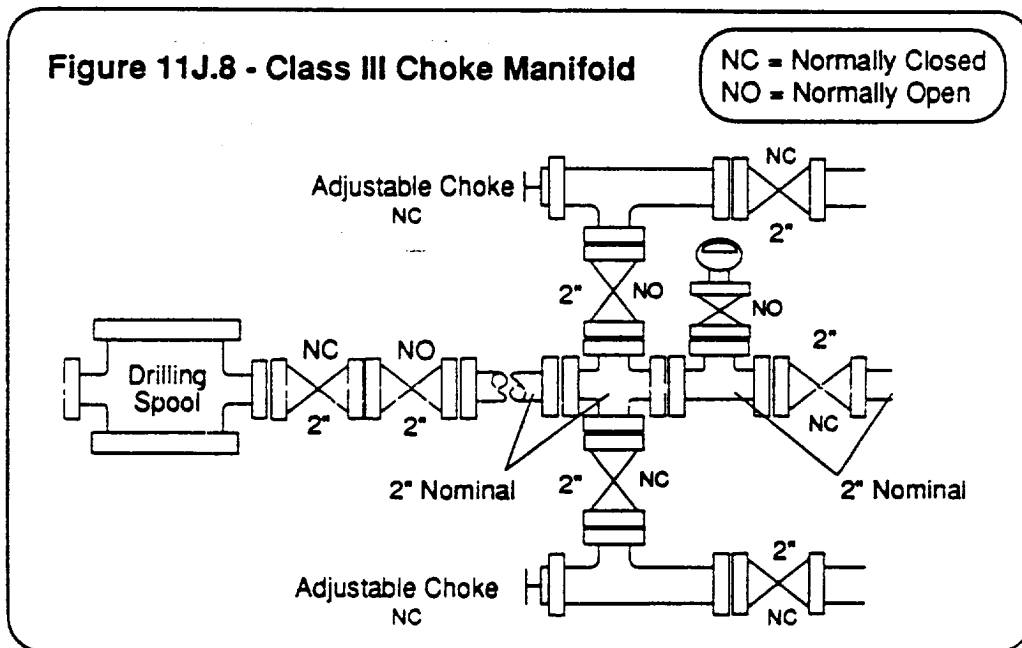 Figure 11J.8 - Class III Choke Manifold
NC = Normally Closed
NO = Normally Open
Adjustable Choke
NC
NC
2"
2"
NO
NO
Drilling
Spool
NC
2"
NO
2"
2"
NC
2" Nominal
2"
NC
2" Nominal
Adjustable Choke
NC
2"
NC